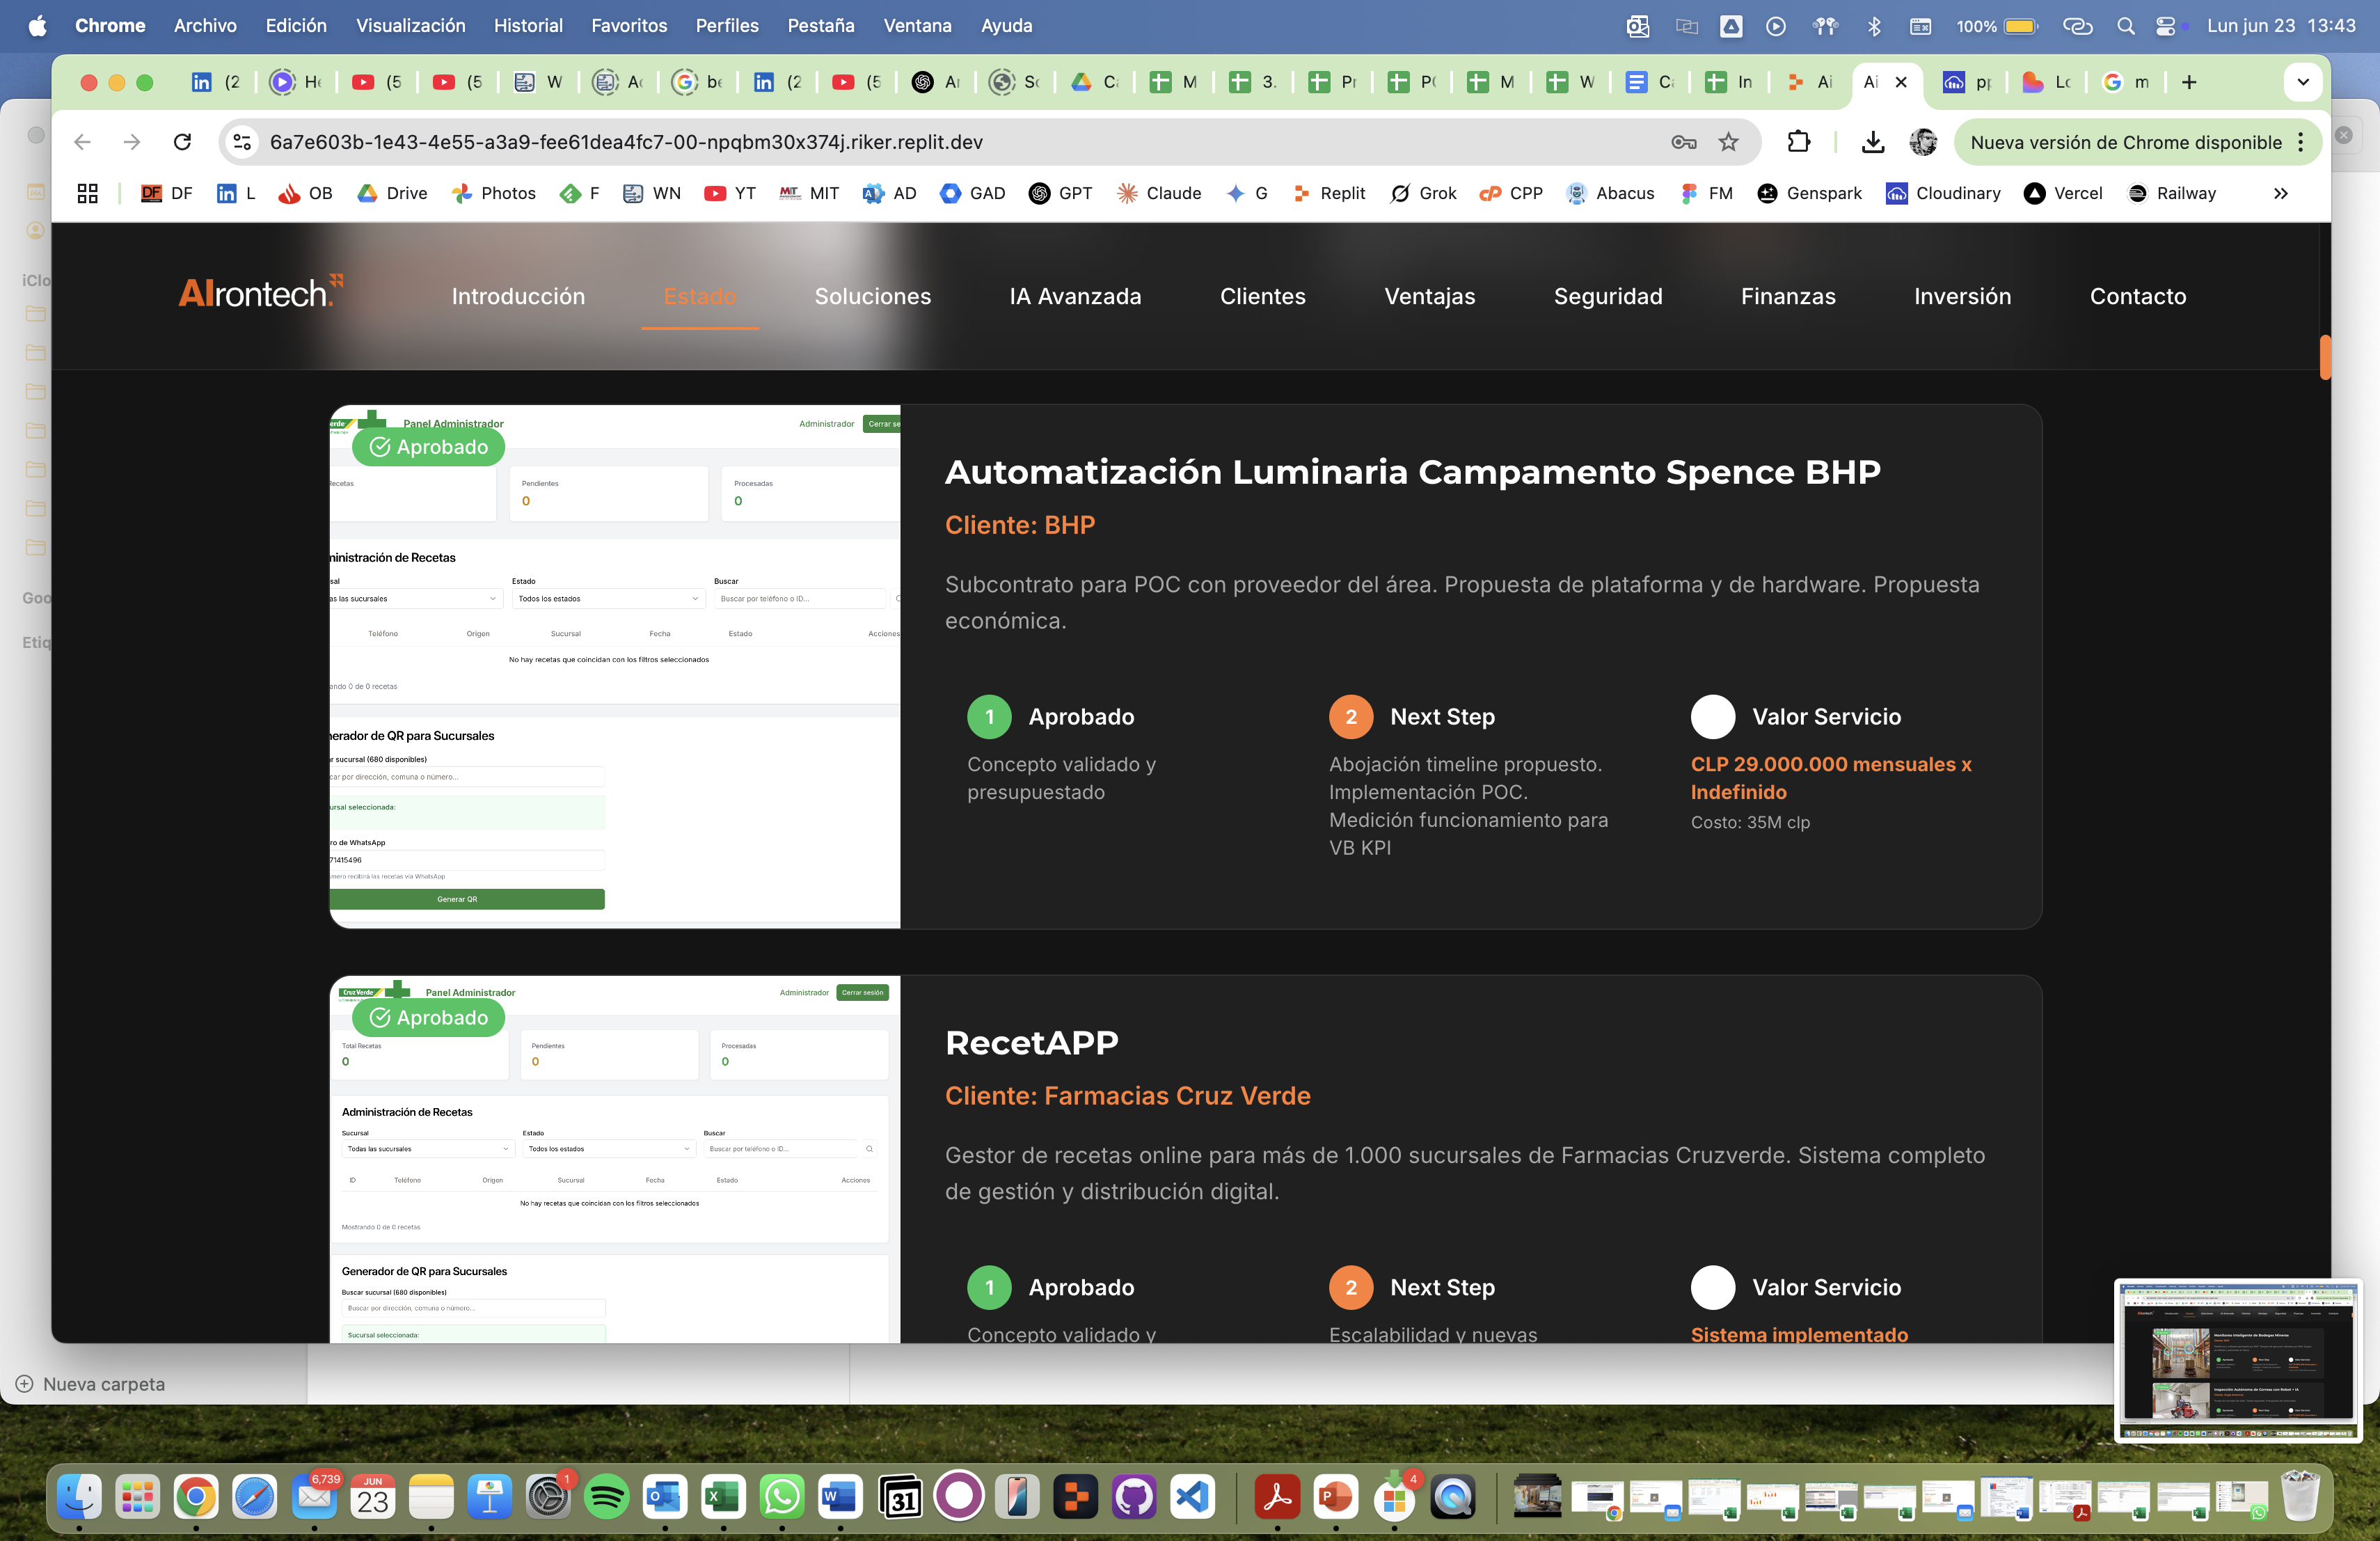 Chrome Archivo Edición Visualización Historial Favoritos Perfiles Pestaña Ventana Ayuda 100% Lun jun 23 13:43
6a7e603b-1e43-4e55-a3a9-fee61dea4fc7-00-npqbm30x374j.riker.replit.dev
Nueva versión de Chrome disponible
DF L OB Drive Photos F WN YT MIT AD GAD GPT Claude G Replit Grok CPP Abacus FM Genspark Cloudinary Vercel Railway
AIrontech.
Introducción Estado Soluciones IA Avanzada Clientes Ventajas Seguridad Finanzas Inversión Contacto
Panel Administrador Administrador Cerrar se
Aprobado
Recetas Pendientes Procesadas
0 0
ministración de Recetas
Estado Buscar
as las sucursales Todos los estados Buscar por teléfono o ID...
Teléfono Origen Sucursal Fecha Estado Acciones
No hay recetas que coincidan con los filtros seleccionados
ando 0 de 0 recetas
nerador de QR para Sucursales
ar sucursal (680 disponibles)
car por dirección, comuna o número...
ursal seleccionada:
ro de WhatsApp
71415496
mero recibirá las recetas vía WhatsApp
Generar QR
Automatización Luminaria Campamento Spence BHP
Cliente: BHP
Subcontrato para POC con proveedor del área. Propuesta de plataforma y de hardware. Propuesta
económica.
1 Aprobado
Concepto validado y
presupuestado
2 Next Step
Abojación timeline propuesto.
Implementación POC.
Medición funcionamiento para
VB KPI
Valor Servicio
CLP 29.000.000 mensuales x
Indefinido
Costo: 35M clp
Cruz Verde Panel Administrador Administrador Cerrar sesión
Aprobado
Total Recetas Pendientes Procesadas
0 0 0
Administración de Recetas
Sucursal Estado Buscar
Todas las sucursales Todos los estados Buscar por teléfono o ID...
ID Teléfono Origen Sucursal Fecha Estado Acciones
No hay recetas que coincidan con los filtros seleccionados
Mostrando 0 de 0 recetas
Generador de QR para Sucursales
Buscar sucursal (680 disponibles)
Buscar por dirección, comuna o número...
Sucursal seleccionada:
RecetAPP
Cliente: Farmacias Cruz Verde
Gestor de recetas online para más de 1.000 sucursales de Farmacias Cruzverde. Sistema completo
de gestión y distribución digital.
1 Aprobado
Concepto validado y
2 Next Step
Escalabilidad y nuevas
Valor Servicio
Sistema implementado
iClo
Goo
Etiq
Nueva carpeta
6,739
JUN
23
1
31
4